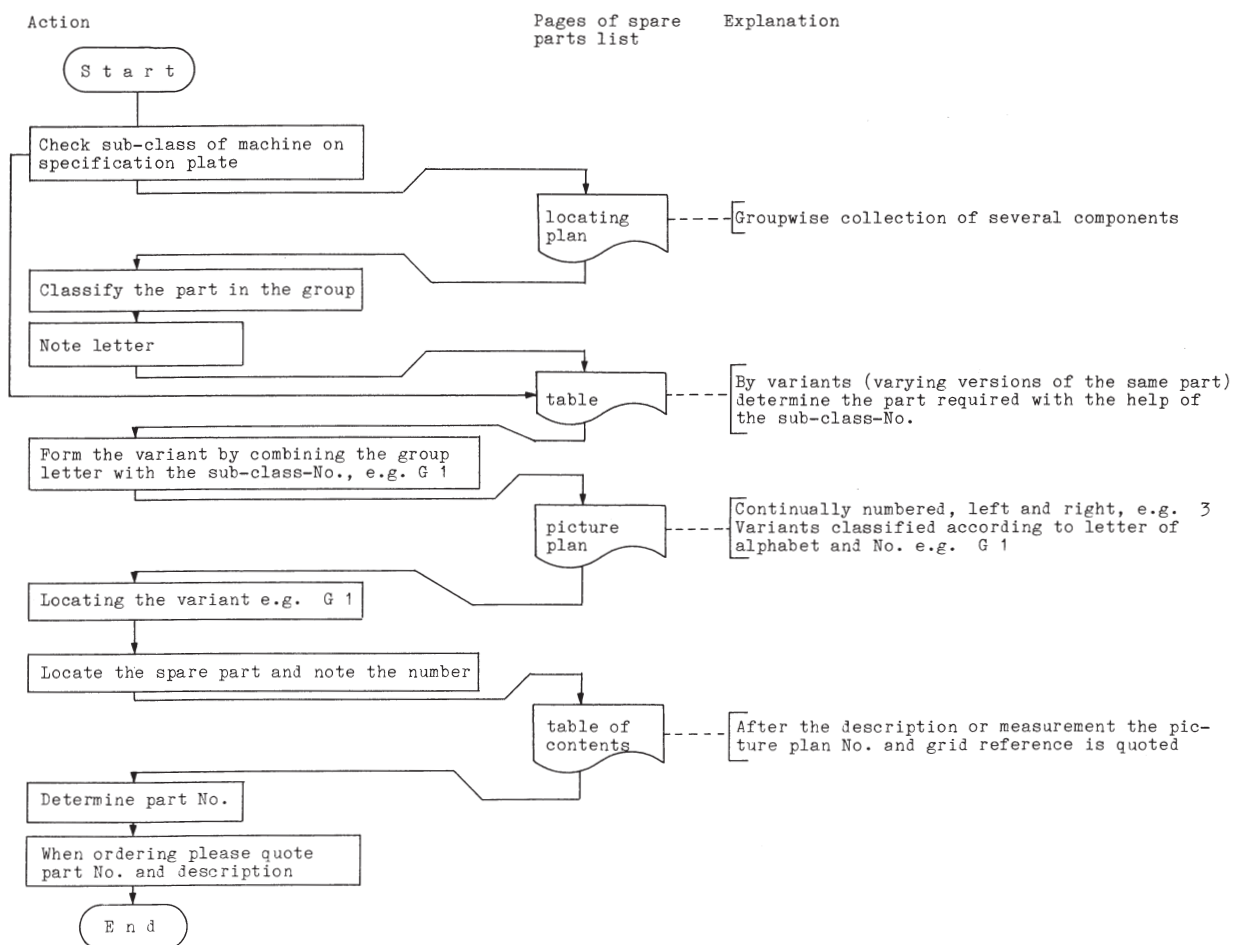 Action
Pages of spare
parts list
Explanation
Start
Check sub-class of machine on
specification plate
locating
plan
Groupwise collection of several components
Classify the part in the group
Note letter
table
By variants (varying versions of the same part)
determine the part required with the help of
the sub-class-No.
Form the variant by combining the group
letter with the sub-class-No., e.g. G 1
picture
plan
Continually numbered, left and right, e.g. 3
Variants classified according to letter of
alphabet and No. e.g. G 1
Locating the variant e.g. G 1
Locate the spare part and note the number
table of
contents
After the description or measurement the pic-
ture plan No. and grid reference is quoted
Determine part No.
When ordering please quote
part No. and description
End